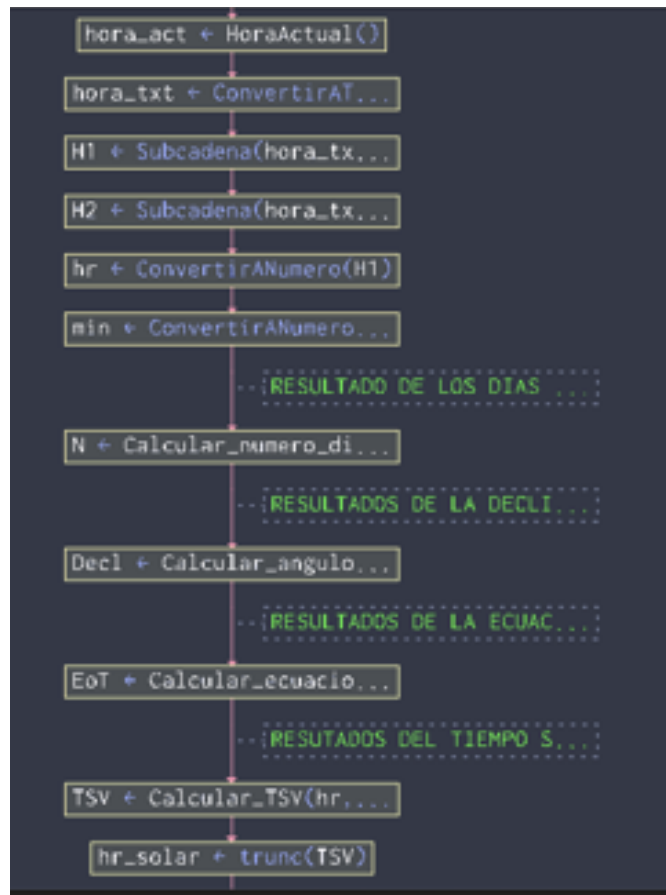 hora_act ← HoraActual()
hora_txt ← ConvertirAT...
H1 ← Subcadena(hora_tx...
H2 ← Subcadena(hora_tx...
hr ← ConvertirANumero(H1)
min ← ConvertirANumero...
RESULTADO DE LOS DIAS ...
N ← Calcular_numero_di...
RESULTADOS DE LA DECLI...
Decl ← Calcular_angulo...
RESULTADOS DE LA ECUAC...
EoT ← Calcular_ecuacio...
RESUTADOS DEL TIEMPO S...
TSV ← Calcular_TSV(hr,...
hr_solar ← trunc(TSV)